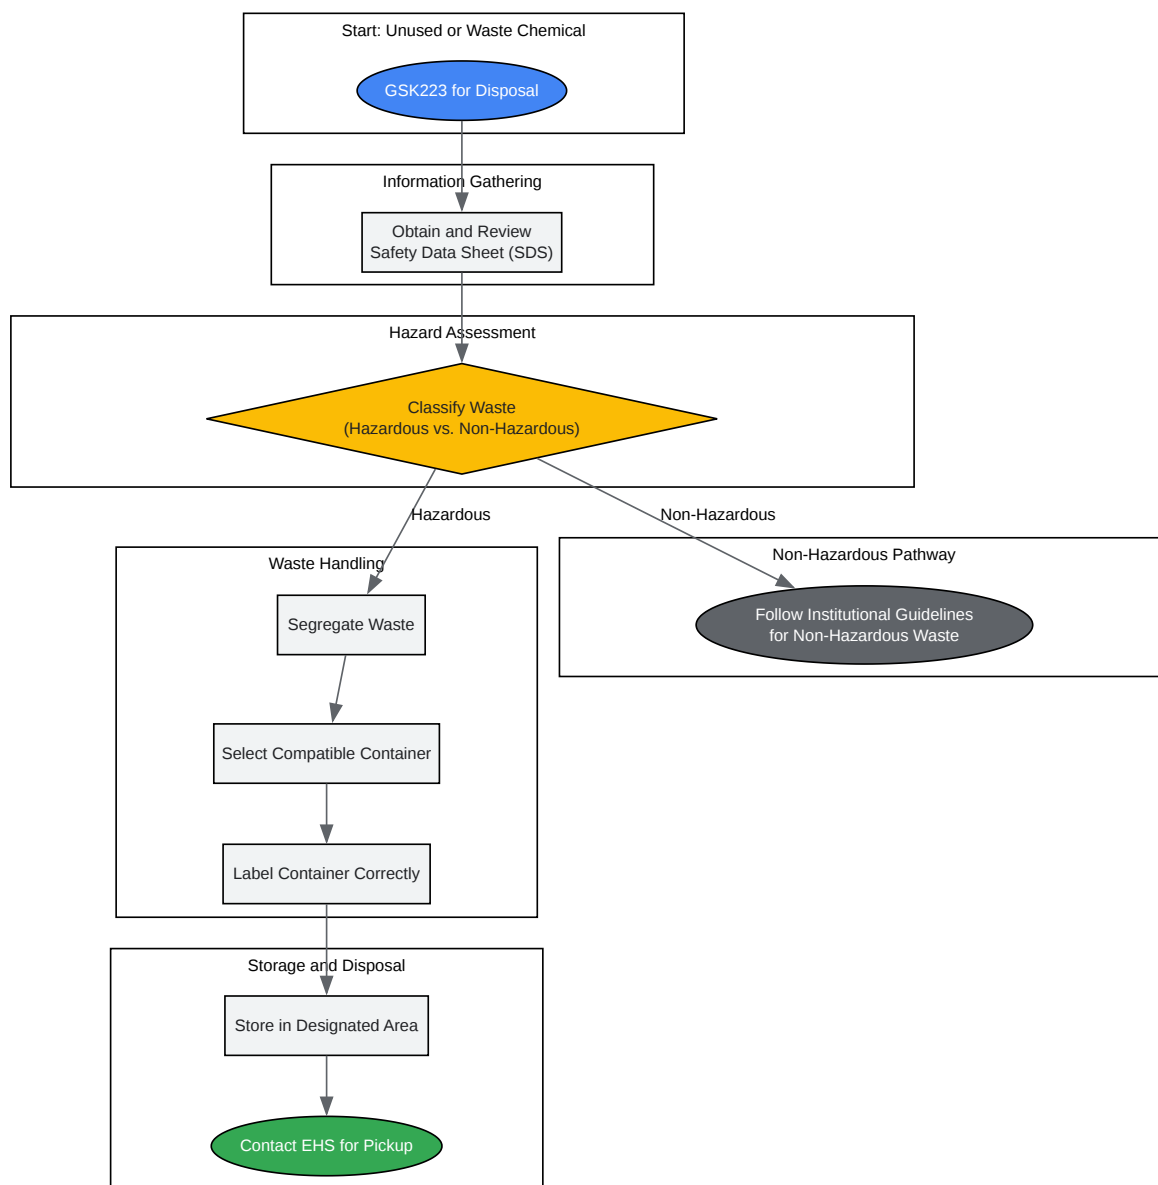 Start: Unused or Waste Chemical
GSK223 for Disposal
Information Gathering
Obtain and Review
Safety Data Sheet (SDS)
Hazard Assessment
Classify Waste
(Hazardous vs. Non-Hazardous)
Hazardous
Non-Hazardous
Waste Handling
Segregate Waste
Select Compatible Container
Label Container Correctly
Non-Hazardous Pathway
Follow Institutional Guidelines
for Non-Hazardous Waste
Storage and Disposal
Store in Designated Area
Contact EHS for Pickup